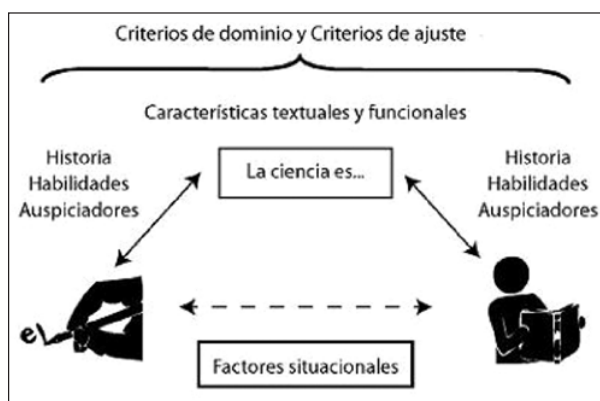 Criterios de dominio y Criterios de ajuste
Características textuales y funcionales
Historia
Habilidades
Auspiciadores
La ciencia es...
Historia
Habilidades
Auspiciadores
e
Factores situacionales